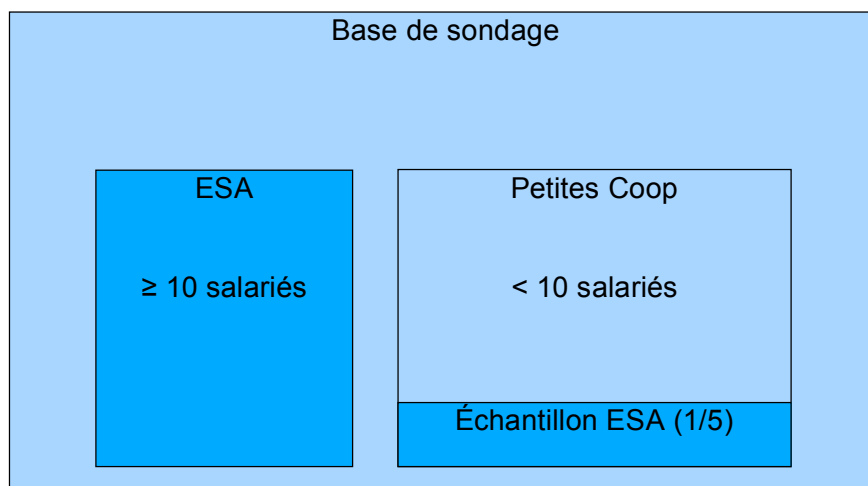 Base de sondage
ESA
≥ 10 salariés
Petites Coop
< 10 salariés
Échantillon ESA (1/5)